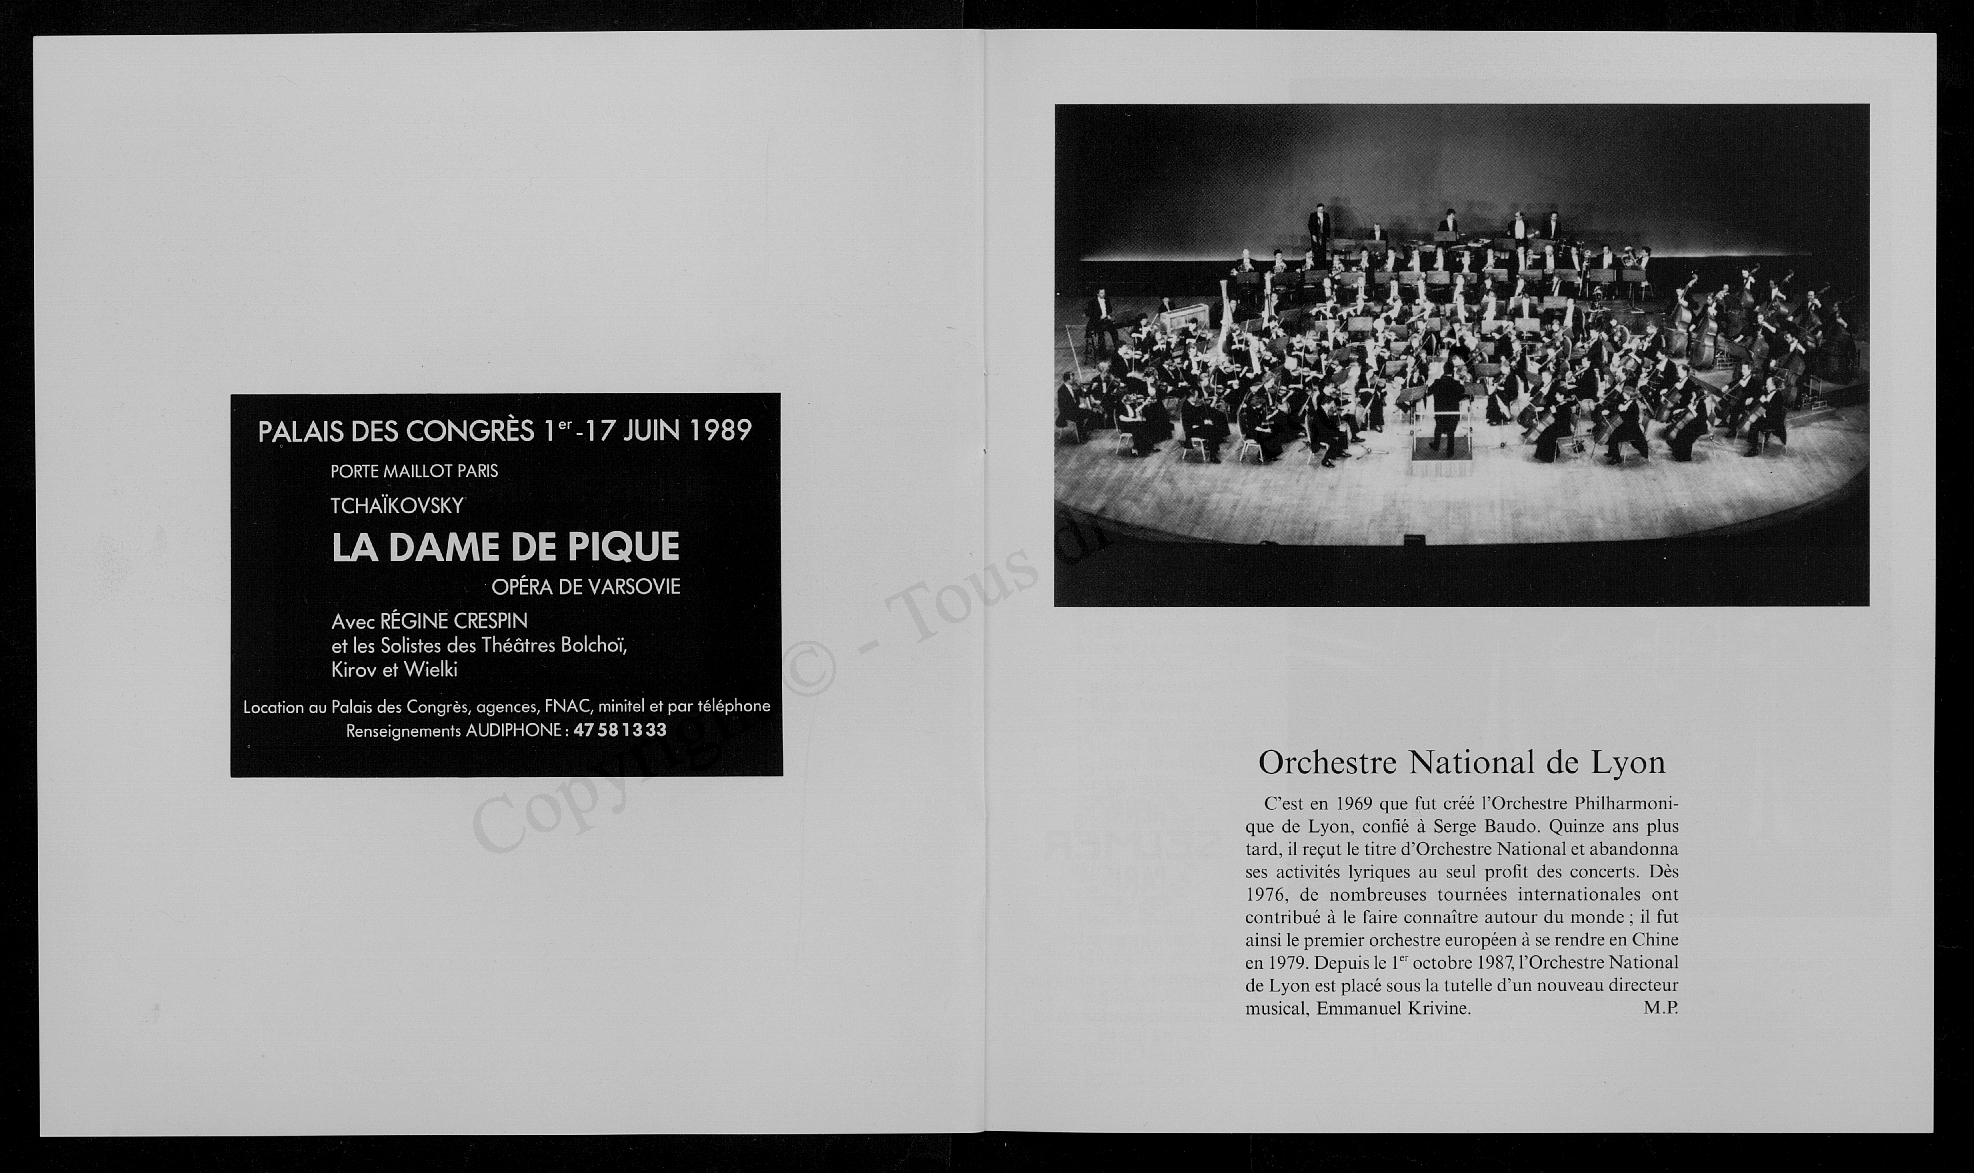 PALAIS DES CONGRÈS 1er -17 JUIN 1989
PORTE MAILLOT PARIS
TCHAÏKOVSKY
LA DAME DE PIQUE
OPÉRA DE VARSOVIE
Avec RÉGINE CRESPIN
et les Solistes des Théâtres Bolchoï,
Kirov et Wielki
Location au Palais des Congrès, agences, FNAC, minitel et par téléphone
Renseignements AUDIPHONE : 47 58 13 33
Orchestre National de Lyon
C'est en 1969 que fut créé l'Orchestre Philharmoni-
que de Lyon, confié à Serge Baudo. Quinze ans plus
tard, il reçut le titre d'Orchestre National et abandonna
ses activités lyriques au seul profit des concerts. Dès
1976, de nombreuses tournées internationales ont
contribué à le faire connaître autour du monde ; il fut
ainsi le premier orchestre européen à se rendre en Chine
en 1979. Depuis le 1er octobre 1987, l'Orchestre National
de Lyon est placé sous la tutelle d'un nouveau directeur
musical, Emmanuel Krivine. M.P.
Copyright © - Tous